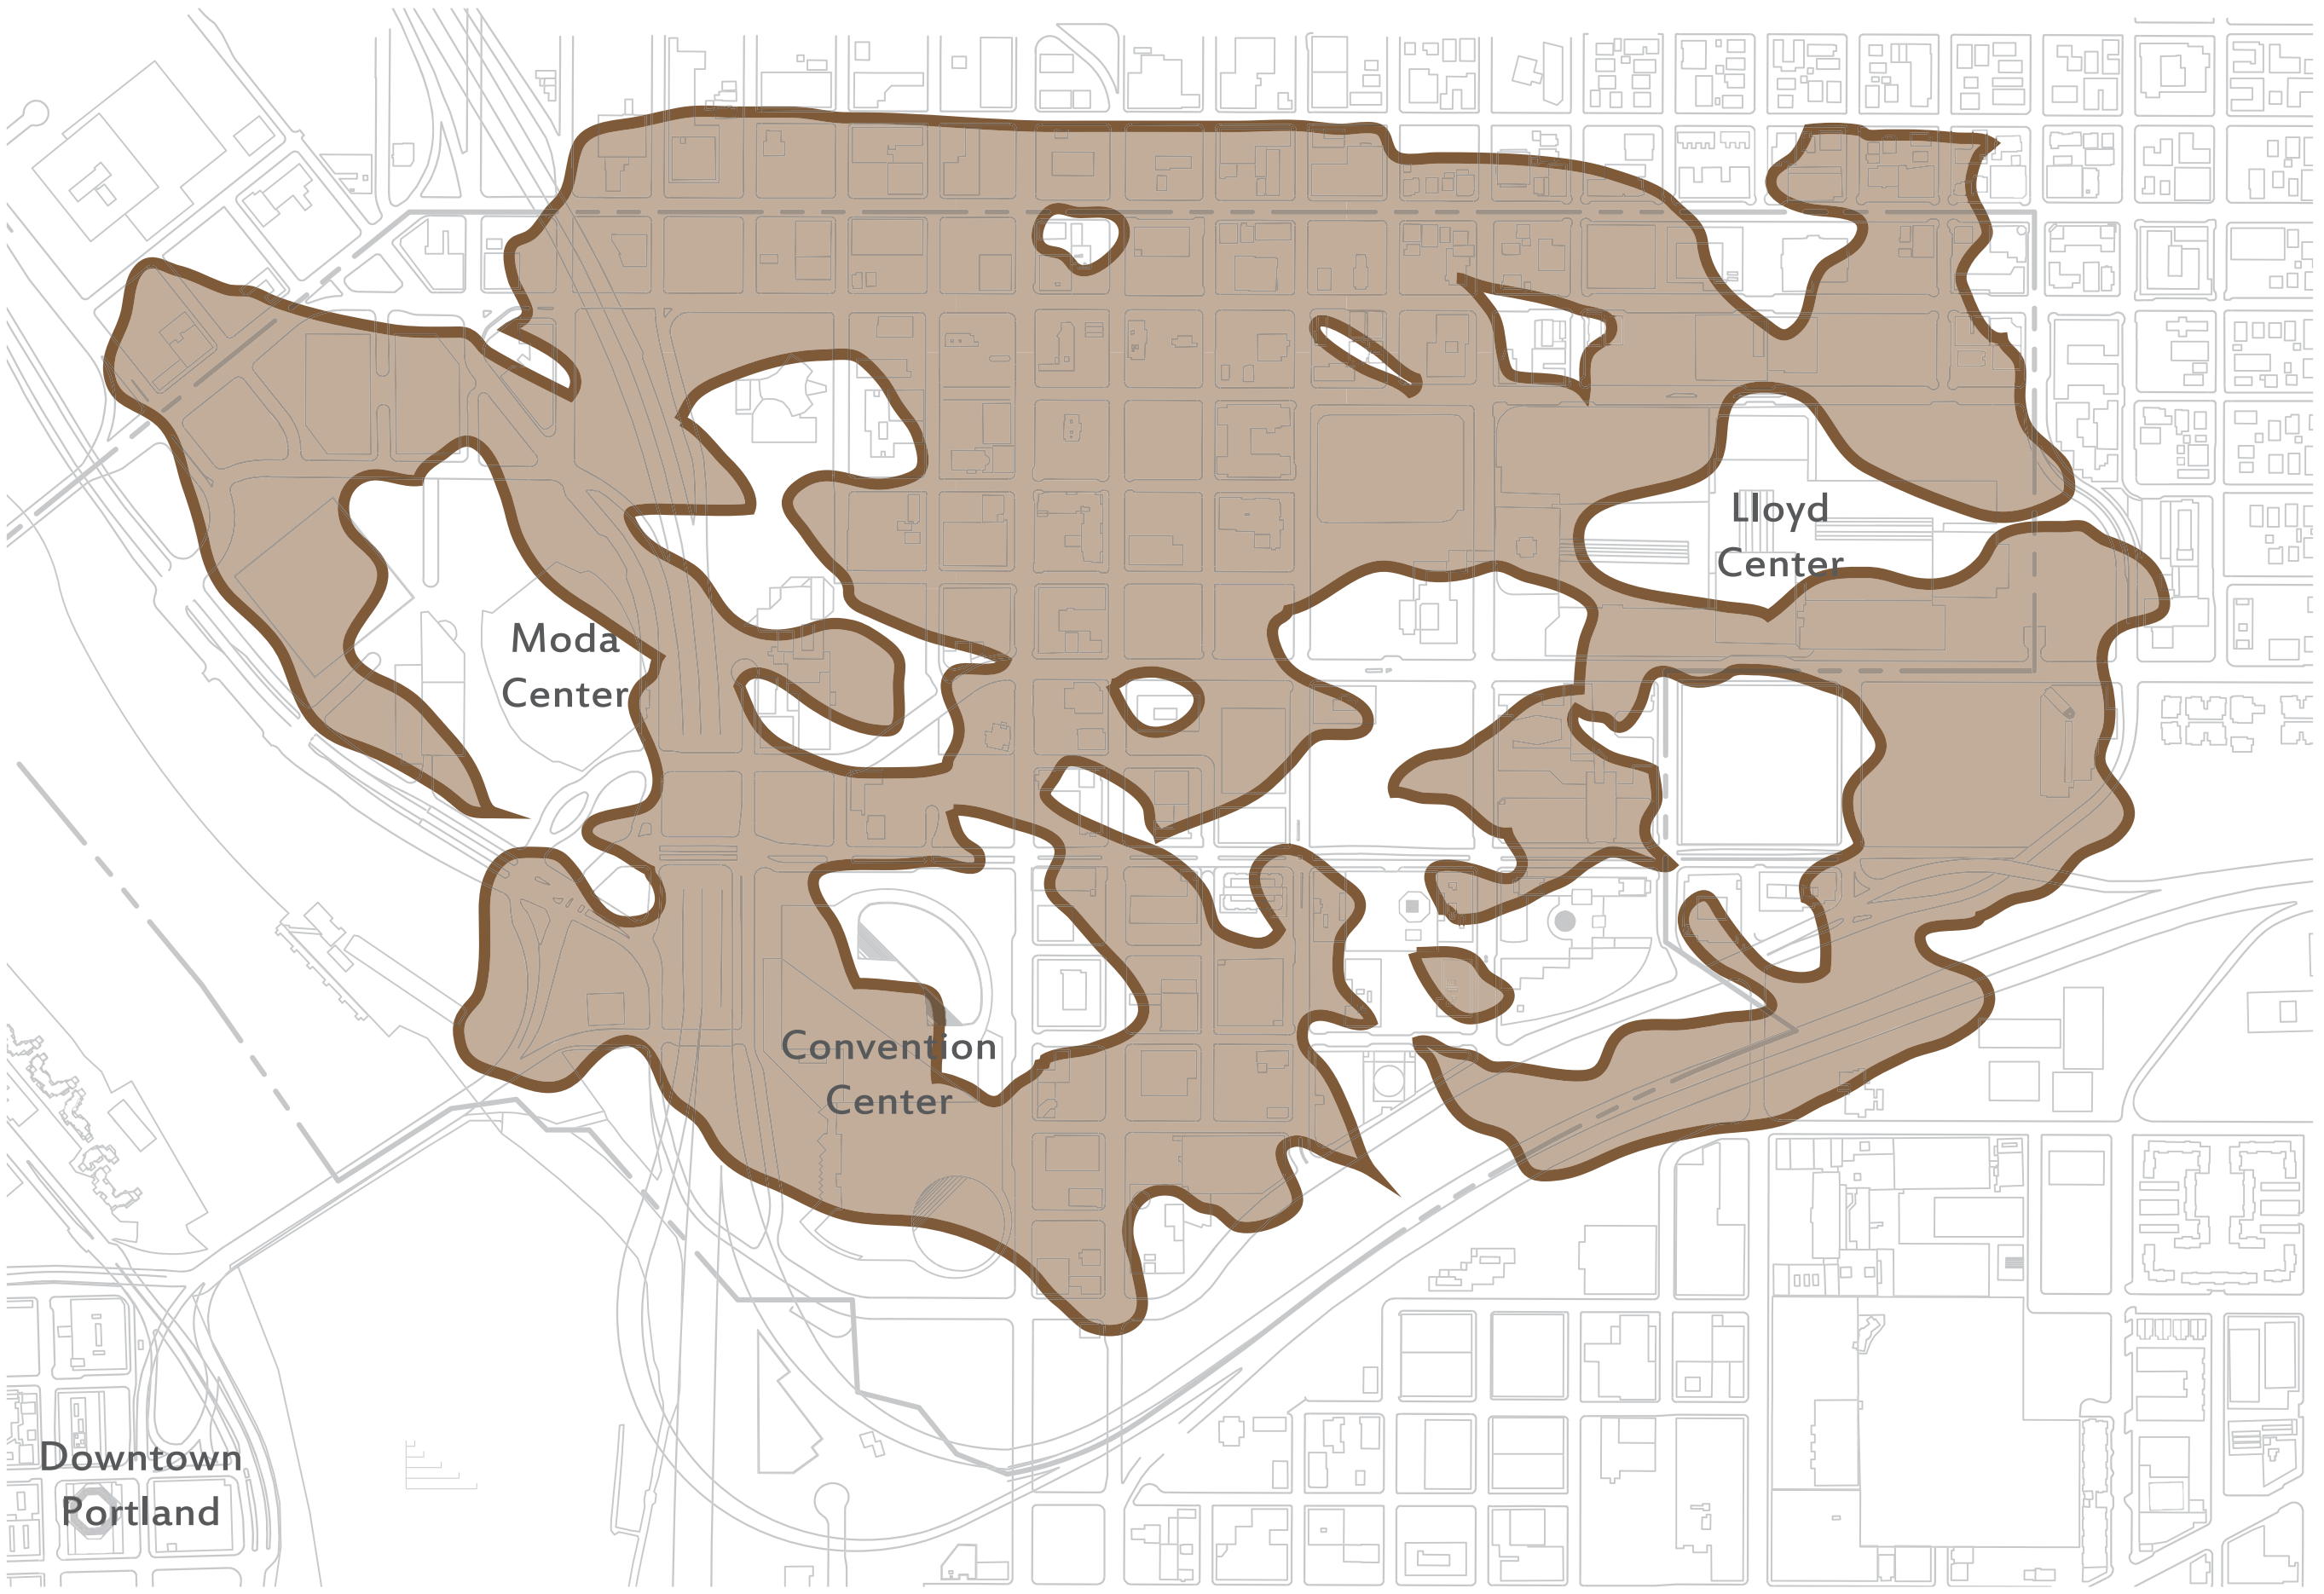 Lloyd
Center
Moda
Center
Convention
Center
Downtown
Portland